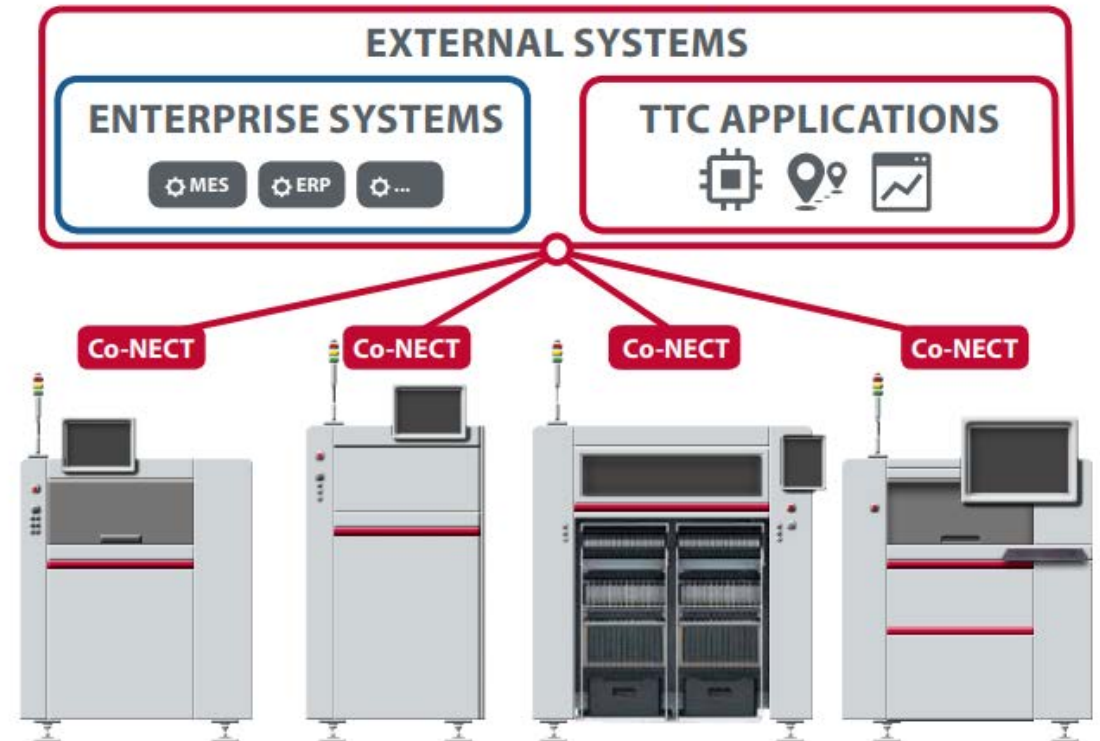 EXTERNAL SYSTEMS
ENTERPRISE SYSTEMS
TTC APPLICATIONS
MES
ERP
...
Co-NECT
Co-NECT
Co-NECT
Co-NECT